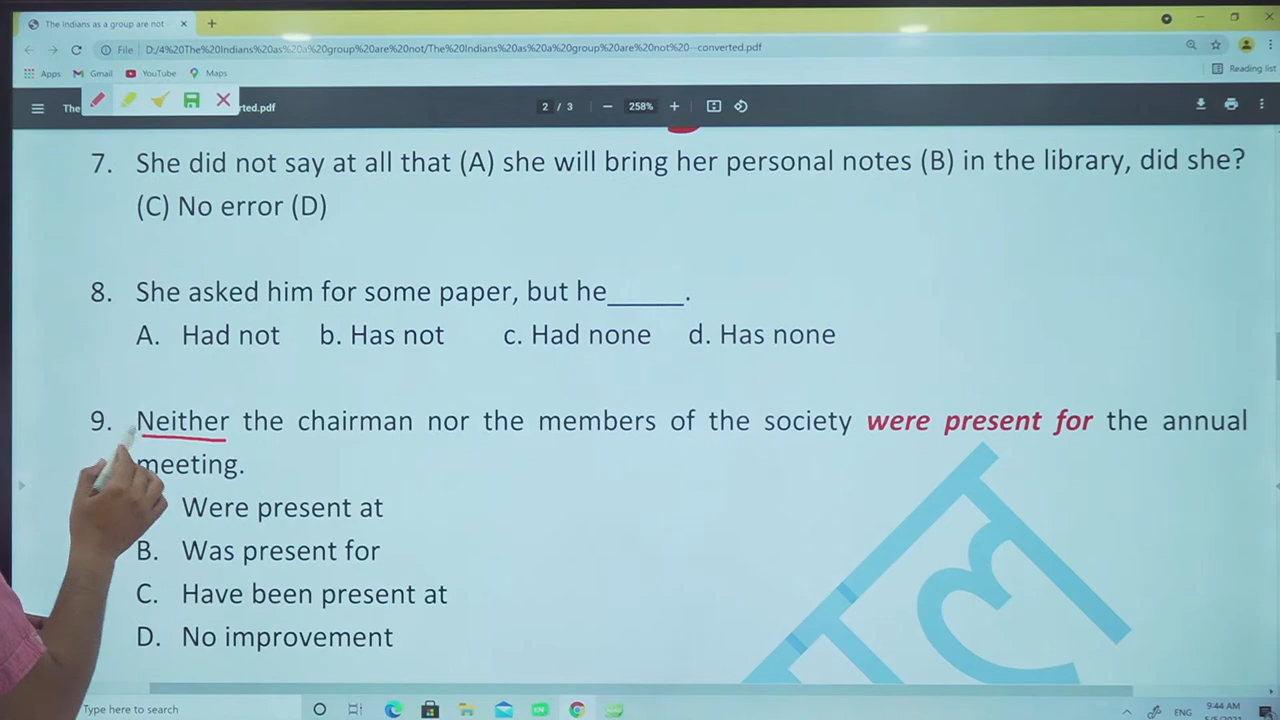 The Indians as a group are not
File D:/4%20The%20Indians%20as%20a%20group%20are%20not/The%20Indians%20as%20a%20group%20are%20not%20--converted.pdf
Apps Gmail YouTube Maps Reading list
The rted.pdf 2 / 3 258%
7. She did not say at all that (A) she will bring her personal notes (B) in the library, did she?
(C) No error (D)
8. She asked him for some paper, but he_____.
A. Had not b. Has not c. Had none d. Has none
9. Neither the chairman nor the members of the society were present for the annual
meeting.
Were present at
B. Was present for
C. Have been present at
D. No improvement
Type here to search
ENG 9:44 AM